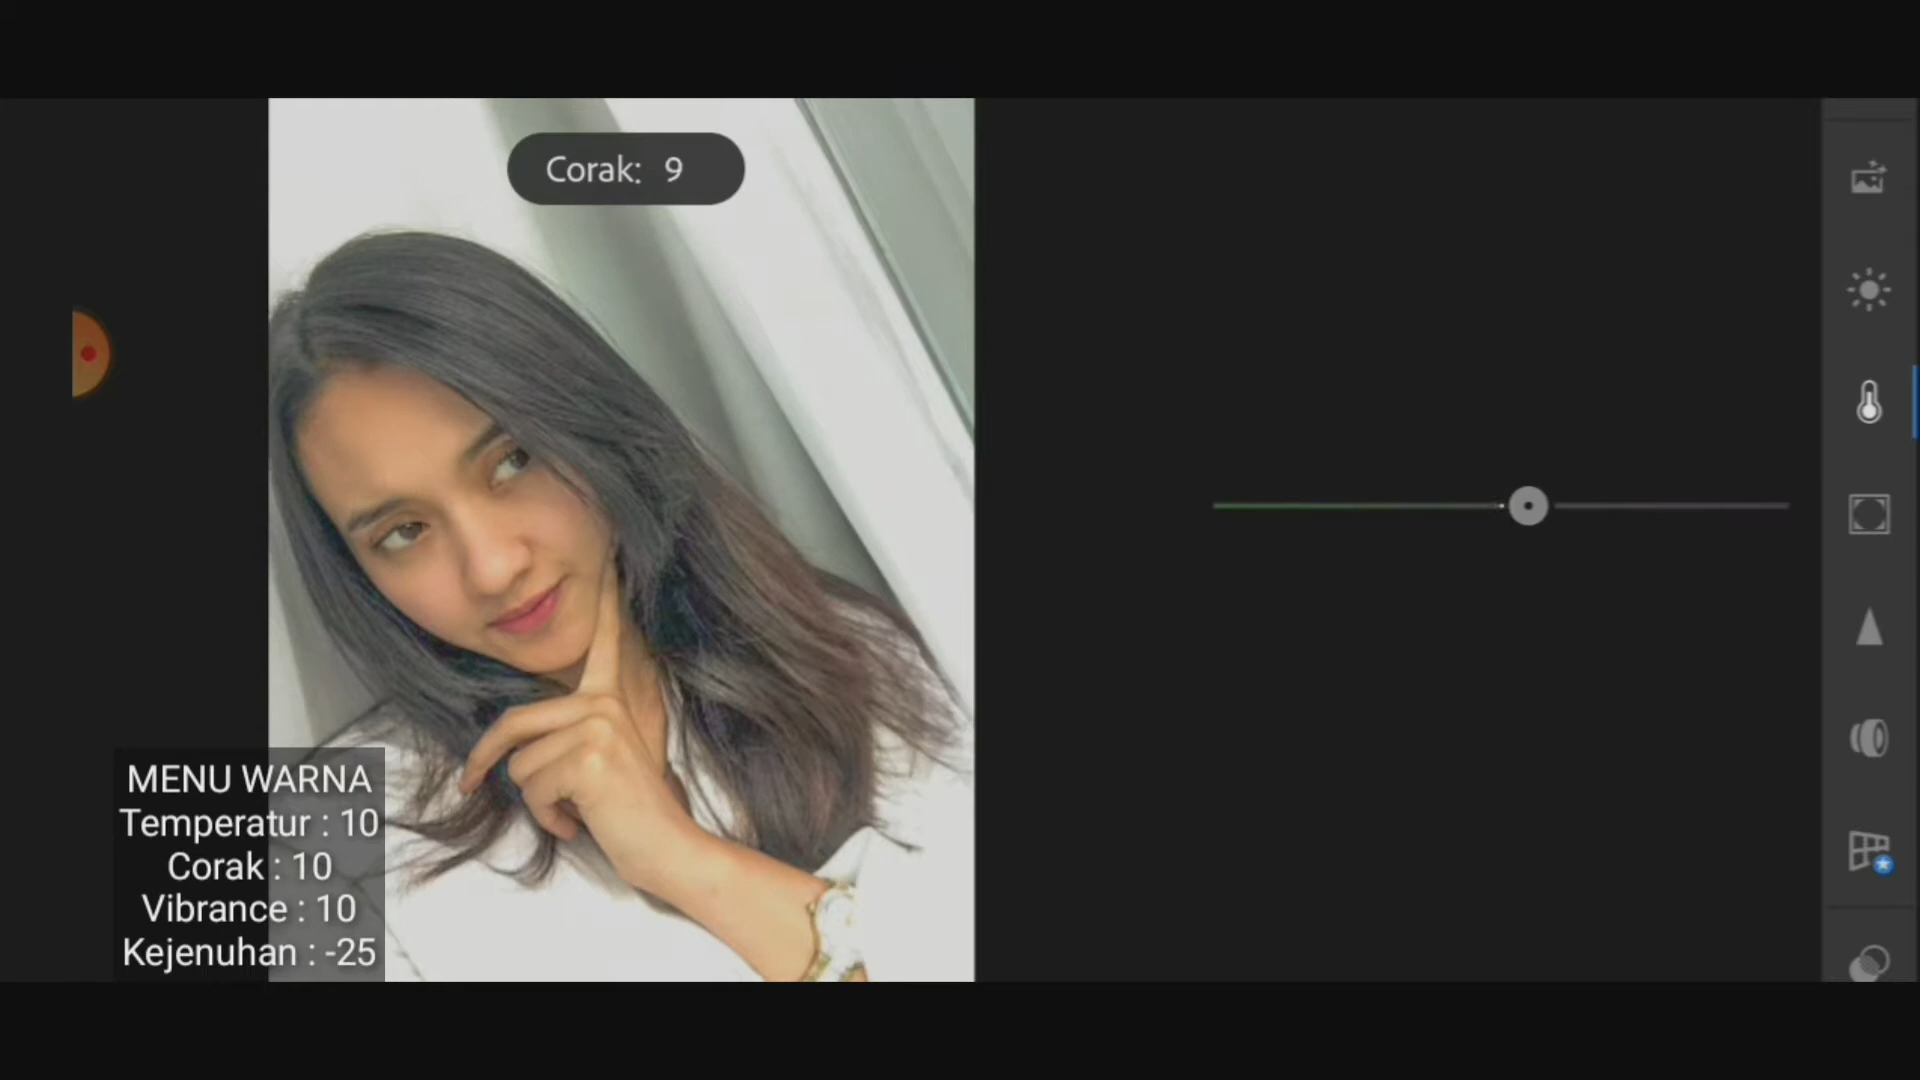 Corak: 9
MENU WARNA
Temperatur : 10
Corak : 10
Vibrance : 10
Kejenuhan : -25